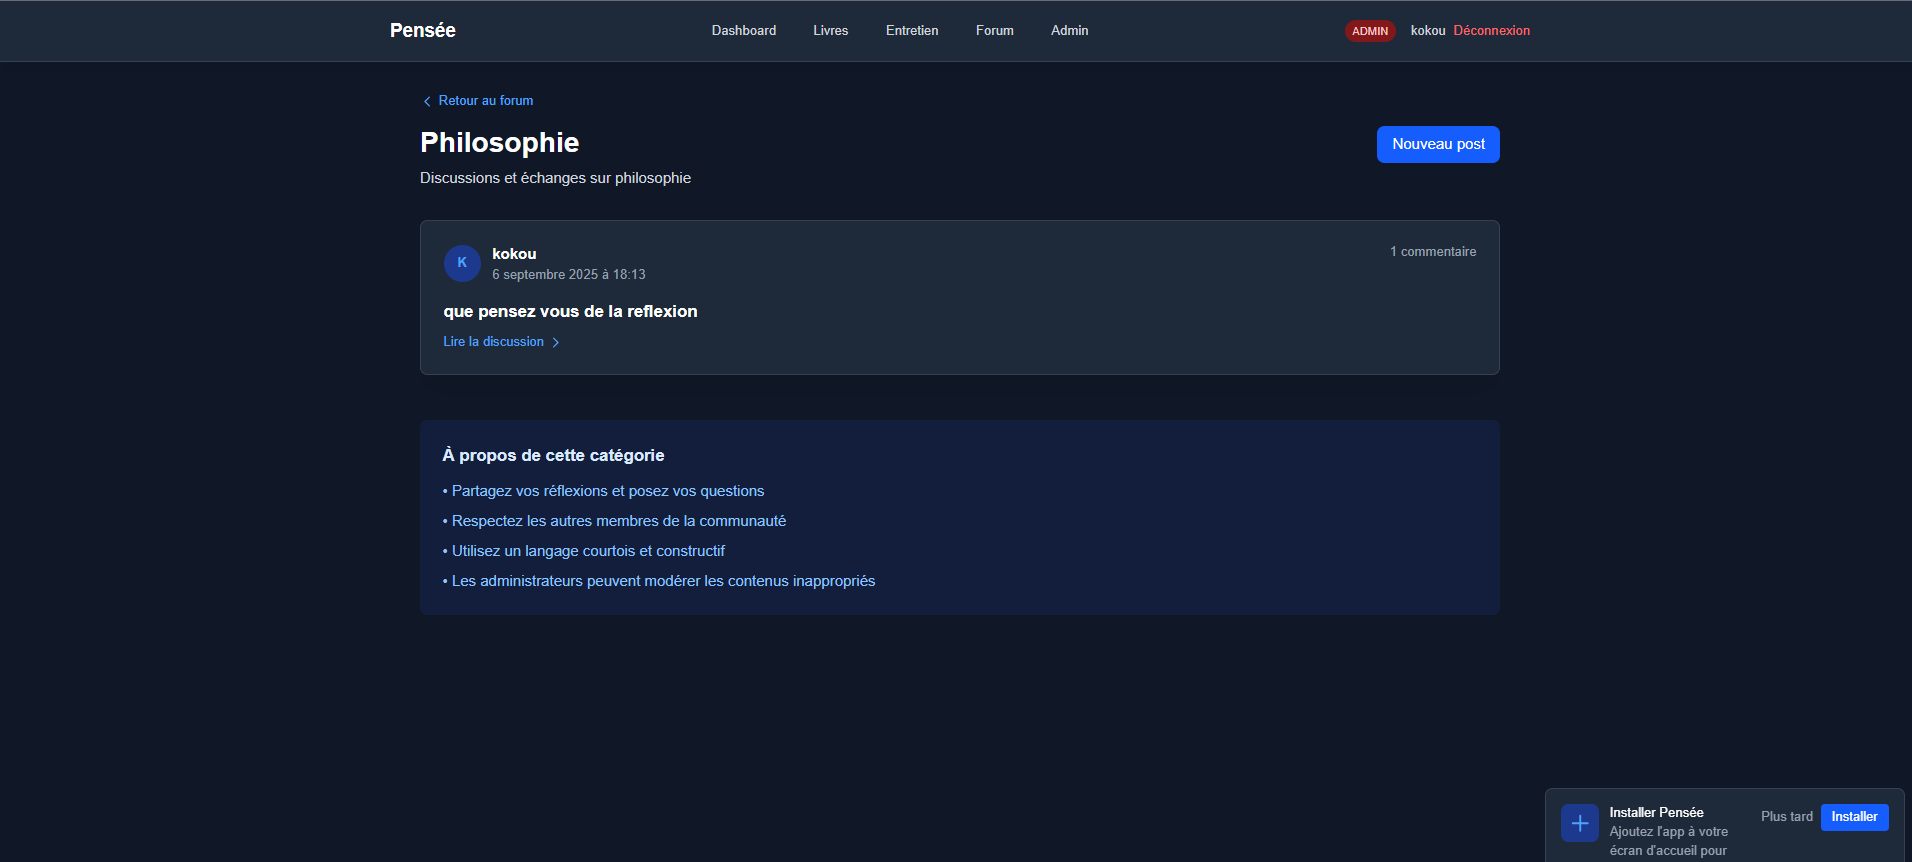 Pensée
Dashboard Livres Entretien Forum Admin
ADMIN kokou Déconnexion
Retour au forum
Philosophie
Nouveau post
Discussions et échanges sur philosophie
K
kokou
6 septembre 2025 à 18:13
1 commentaire
que pensez vous de la reflexion
Lire la discussion
À propos de cette catégorie
• Partagez vos réflexions et posez vos questions
• Respectez les autres membres de la communauté
• Utilisez un langage courtois et constructif
• Les administrateurs peuvent modérer les contenus inappropriés
Installer Pensée
Ajoutez l'app à votre
écran d'accueil pour
Plus tard
Installer